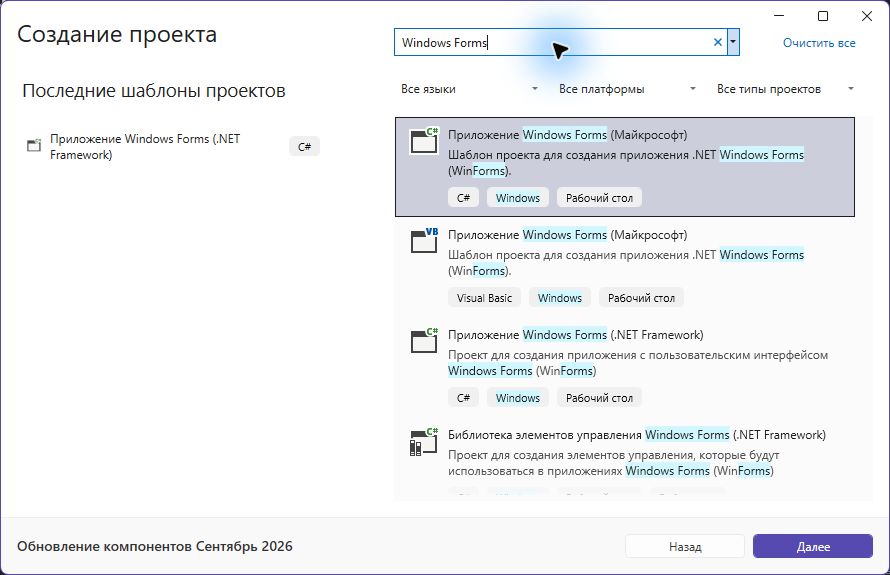 Создание проекта
Windows Forms
Очистить все
Последние шаблоны проектов
Приложение Windows Forms (.NET
Framework)
C#
Все языки
Все платформы
Все типы проектов
C#
Приложение Windows Forms (Майкрософт)
Шаблон проекта для создания приложения .NET Windows Forms
(WinForms).
C#
Windows
Рабочий стол
VB
Приложение Windows Forms (Майкрософт)
Шаблон проекта для создания приложения .NET Windows Forms
(WinForms).
Visual Basic
Windows
Рабочий стол
C#
Приложение Windows Forms (.NET Framework)
Проект для создания приложения с пользовательским интерфейсом
Windows Forms (WinForms)
C#
Windows
Рабочий стол
C#
Библиотека элементов управления Windows Forms (.NET Framework)
Проект для создания элементов управления, которые будут
использоваться в приложениях Windows Forms (WinForms)
Обновление компонентов Сентябрь 2026
Назад
Далее